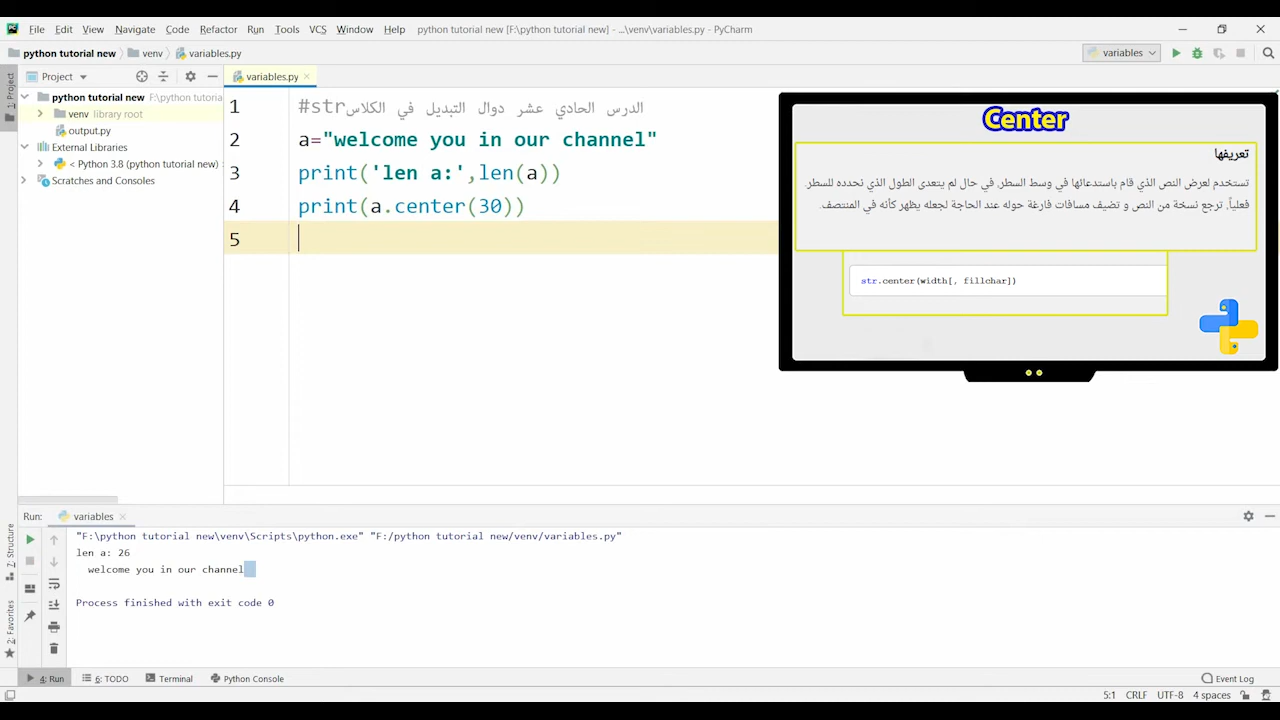 File Edit View Navigate Code Refactor Run Tools VCS Window Help python tutorial new [F:\python tutorial new] - ...\venv\variables.py - PyCharm
python tutorial new venv variables.py variables
Project variables.py
1: Project
python tutorial new F:\python tutoria
venv library root
output.py
External Libraries
< Python 3.8 (python tutorial new)
Scratches and Consoles
1 #strالدرس الحادي عشر دوال التبديل في الكلاس
2 a="welcome you in our channel"
3 print('len a:',len(a))
4 print(a.center(30))
5
Center
تعريفها
تستخدم لعرض النص الذي قام باستدعائها في وسط السطر, في حال لم يتعدى الطول الذي نحدده للسطر.
فعلياً, ترجع نسخة من النص و تضيف مسافات فارغة حوله عند الحاجة لجعله يظهر كأنه في المنتصف.
str.center(width[, fillchar])
Run: variables
"F:\python tutorial new\venv\Scripts\python.exe" "F:/python tutorial new/venv/variables.py"
len a: 26
welcome you in our channel
Process finished with exit code 0
Z: Structure
2: Favorites
4: Run 6: TODO Terminal Python Console Event Log
5:1 CRLF UTF-8 4 spaces